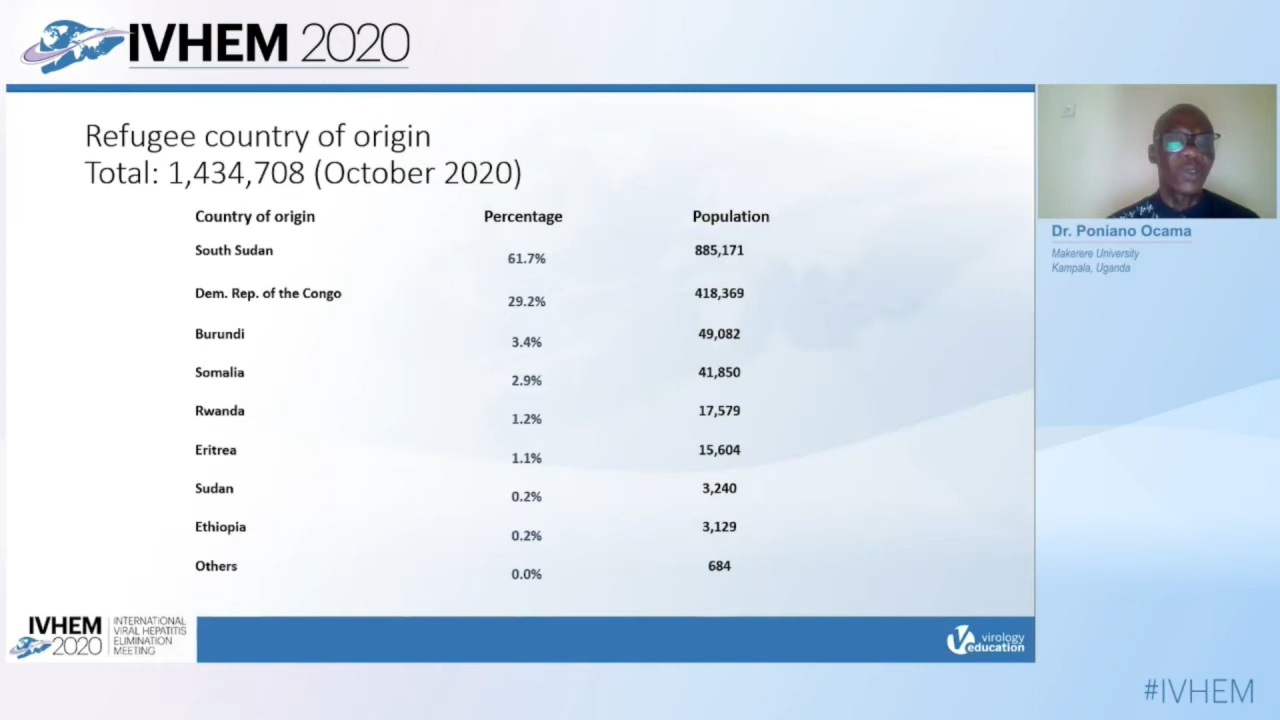 IVHEM 2020
Refugee country of origin
Total: 1,434,708 (October 2020)
Country of origin Percentage Population
South Sudan 61.7% 885,171
Dem. Rep. of the Congo 29.2% 418,369
Burundi 3.4% 49,082
Somalia 2.9% 41,850
Rwanda 1.2% 17,579
Eritrea 1.1% 15,604
Sudan 0.2% 3,240
Ethiopia 0.2% 3,129
Others 0.0% 684
Dr. Poniano Ocama
Makerere University
Kampala, Uganda
IVHEM
2020
INTERNATIONAL
VIRAL HEPATITIS
ELIMINATION
MEETING
virology
education
#IVHEM